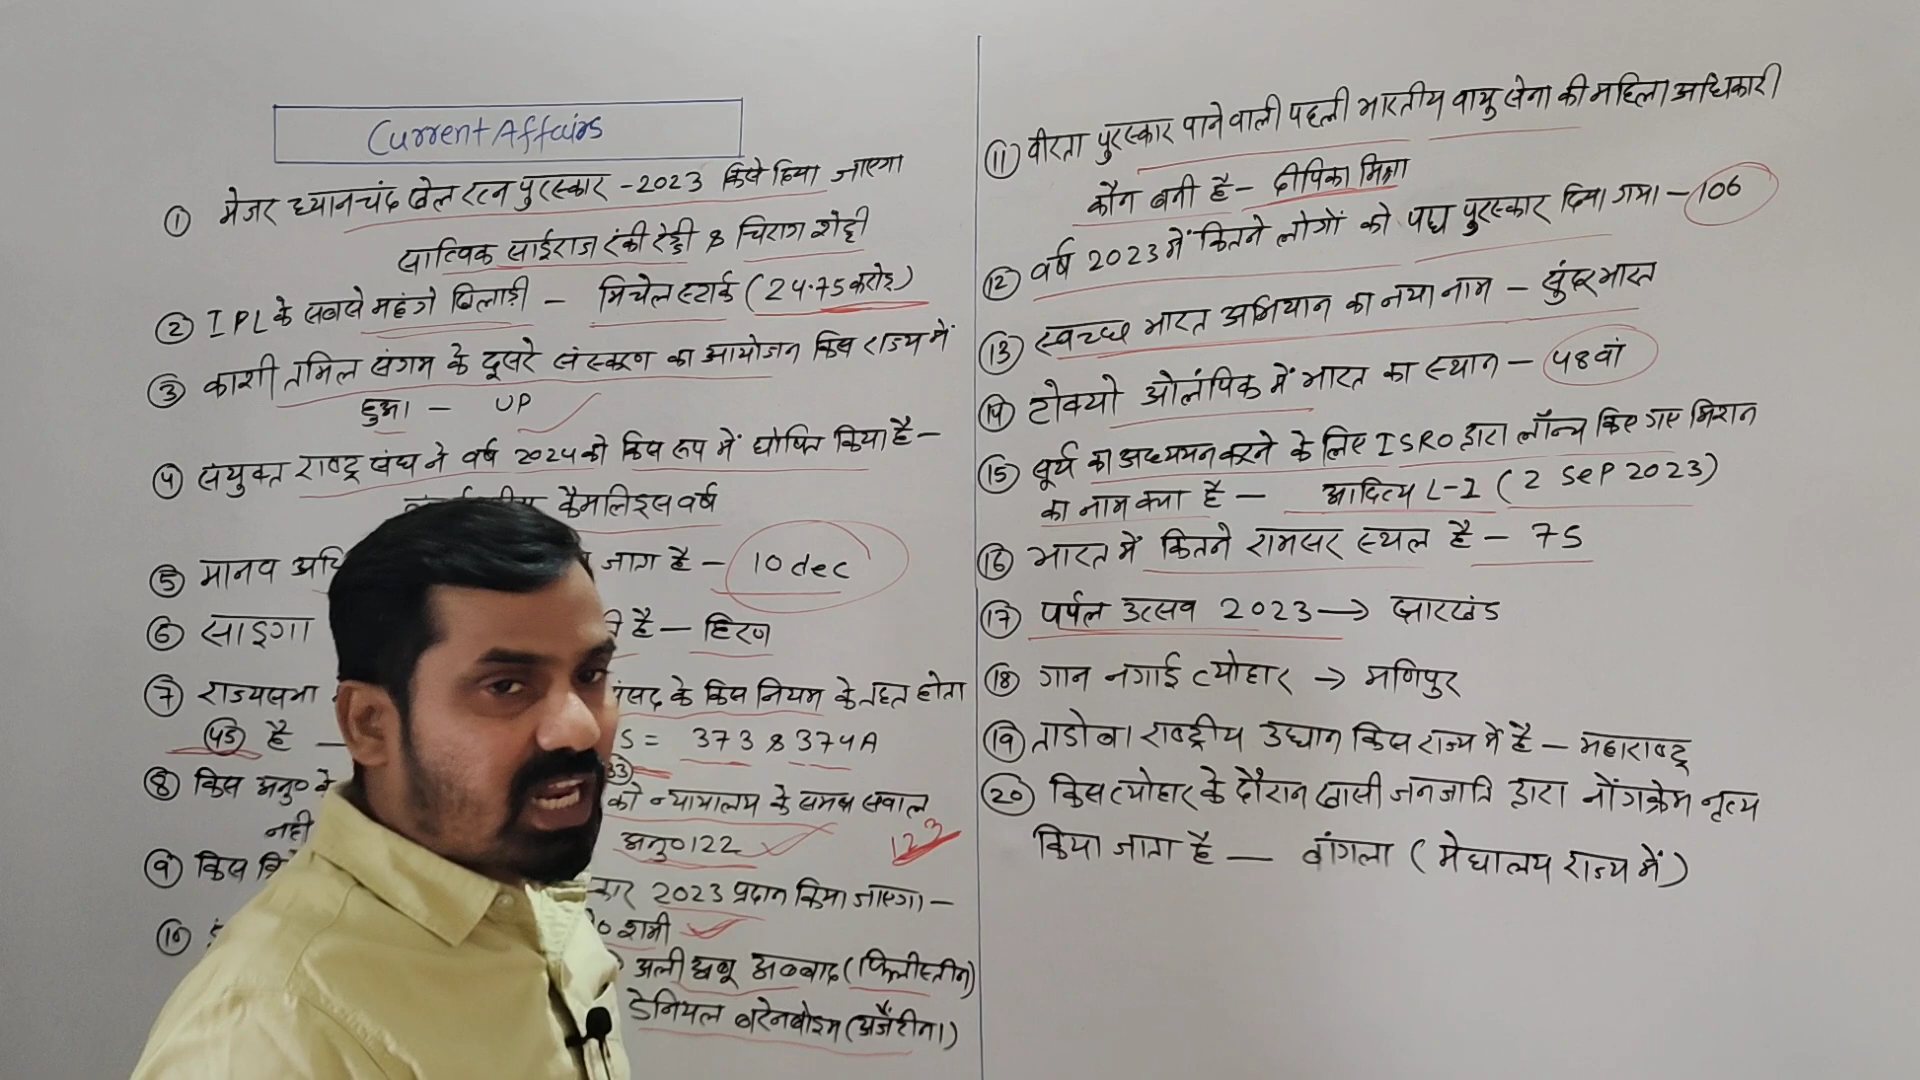 Current Affairs
① मेजर ध्यानचंद खेल रत्न पुरस्कार -2023 किसे दिया जाएगा
सात्विक साईराज रंकी रेड्डी & चिराग शेट्टी
② IPL के सबसे महंगे खिलाड़ी – मिचेल स्टार्क (24.75 करोड़)
③ काशी तमिल संगम के दूसरे संस्करण का आयोजन किस राज्य में
हुआ – UP
④ संयुक्त राष्ट्र संघ ने वर्ष 2024 को किस रूप में घोषित किया है –
कैमलिड्स वर्ष
⑤ मानव जाता है – 10 dec
⑥ साइगा है – हिरण
⑦ राज्यसभा संसद के किस नियम के तहत होता
45 है – S = 373 & 374A
33
⑧ किस अनु० के को न्यायालय के समक्ष सवाल
नही अनु० 122 123
⑨ किस 2023 प्रदान किया जाएगा –
शमी
⑩ अली अबू अव्वाद (फिलीस्तीन)
डेनियल बारेनबोइम (अर्जेंटीना)
⑪ वीरता पुरस्कार पाने वाली पहली भारतीय वायु सेना की महिला अधिकारी
कौन बनी है – दीपिका मिश्रा
⑫ वर्ष 2023 में कितने लोगों को पद्म पुरस्कार दिया गया – 106
⑬ स्वच्छ भारत अभियान का नया नाम – सुंदर भारत
⑭ टोक्यो ओलंपिक में भारत का स्थान – 48वां
⑮ सूर्य का अध्ययन करने के लिए ISRO द्वारा लॉन्च किए गए मिशन
का नाम क्या है – आदित्य L-1 (2 Sep 2023)
⑯ भारत में कितने रामसर स्थल है – 75
⑰ पर्पल उत्सव 2023 → झारखंड
⑱ गान नगाई त्योहार → मणिपुर
⑲ ताडोबा राष्ट्रीय उद्यान किस राज्य में है – महाराष्ट्र
⑳ किस त्योहार के दौरान खासी जनजाति द्वारा नोंगक्रेम नृत्य
किया जाता है – वांगला (मेघालय राज्य में)